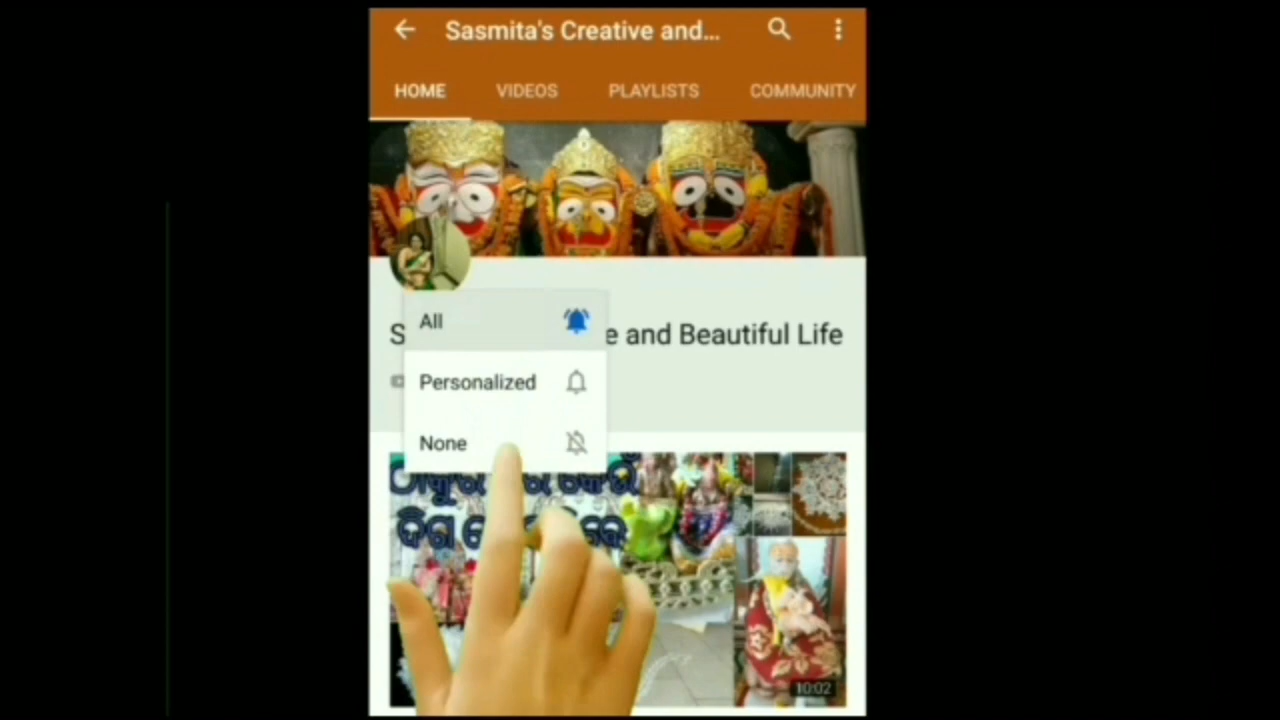 Sasmita's Creative and...
HOME VIDEOS PLAYLISTS COMMUNITY
All
e and Beautiful Life
Personalized
None
ଦିଗ
10:02